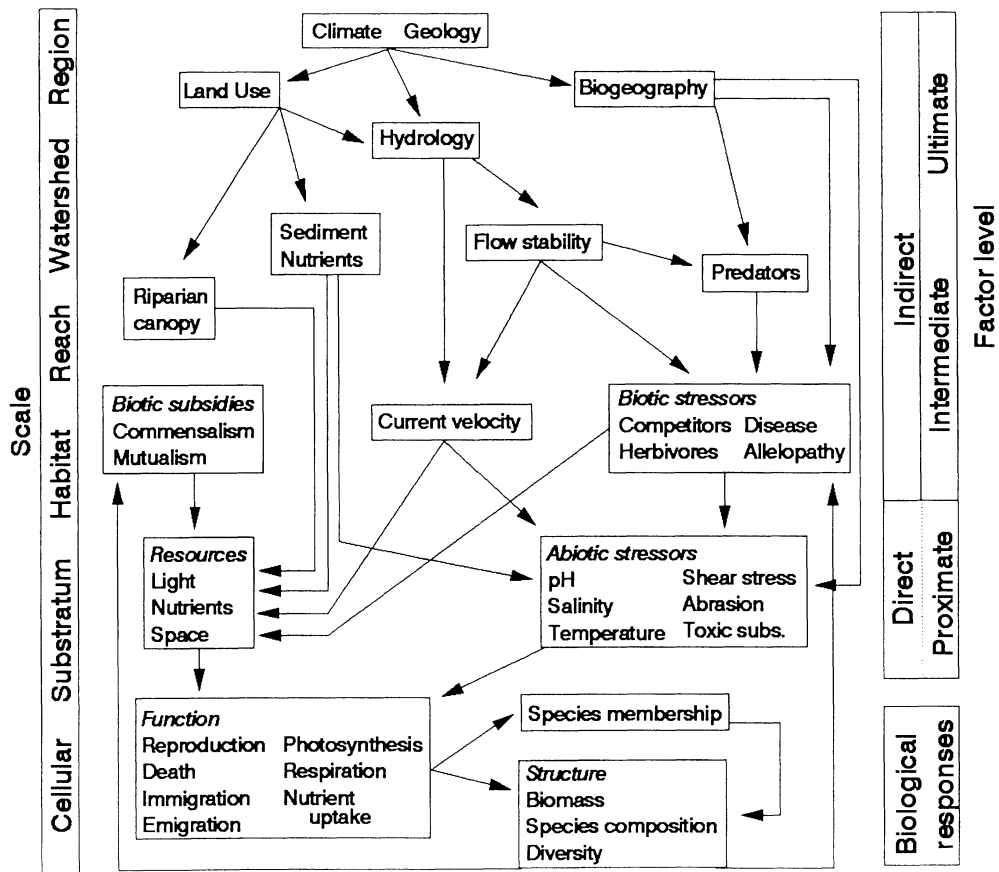 Climate Geology
Land Use
Biogeography
Hydrology
Sediment
Nutrients
Flow stability
Predators
Riparian
canopy
Biotic subsidies
Commensalism
Mutualism
Current velocity
Biotic stressors
Competitors Disease
Herbivores Allelopathy
Resources
Light
Nutrients
Space
Abiotic stressors
pH Shear stress
Salinity Abrasion
Temperature Toxic subs.
Function
Reproduction Photosynthesis
Death Respiration
Immigration Nutrient
Emigration uptake
Species membership
Structure
Biomass
Species composition
Diversity
Scale
Region
Watershed
Reach
Habitat
Substratum
Cellular
Indirect
Direct
Ultimate
Intermediate
Proximate
Factor level
Biological
responses